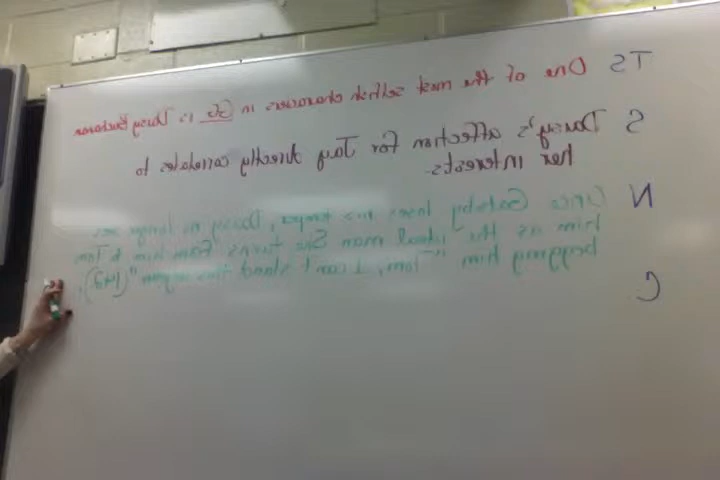 TS One of the most selfish characters in GG is Daisy Buchanan
S Daisy's affection for Jay directly correlates to
her interests.
N Once Gatsby loses his temper, Daisy no longer sees
him as the ideal man She turns from him to Tom
begging him "Tom, I can't stand this anymore" (143).
C